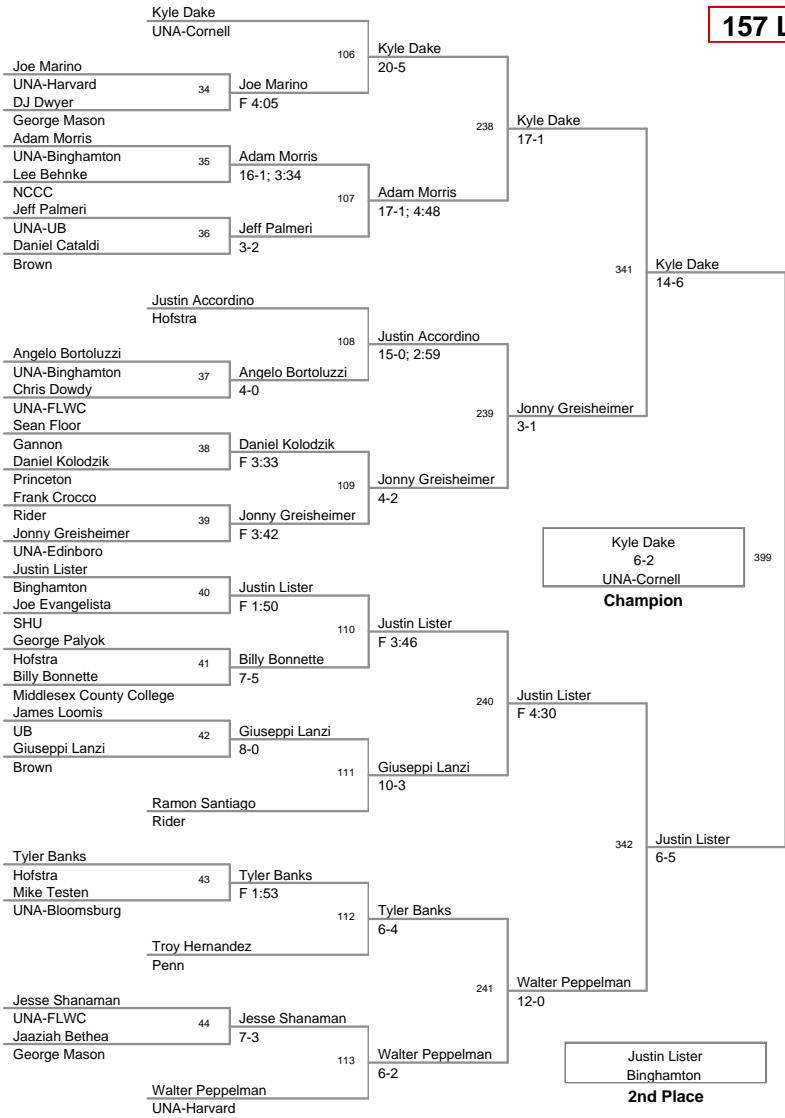 157 L
Kyle Dake
UNA-Cornell
106
Kyle Dake
20-5
Joe Marino
UNA-Harvard
34
Joe Marino
F 4:05
DJ Dwyer
George Mason
238
Kyle Dake
17-1
Adam Morris
UNA-Binghamton
35
Adam Morris
16-1; 3:34
Lee Behnke
NCCC
107
Adam Morris
17-1; 4:48
Jeff Palmeri
UNA-UB
36
Jeff Palmeri
3-2
Daniel Cataldi
Brown
341
Kyle Dake
14-6
Justin Accordino
Hofstra
108
Justin Accordino
15-0; 2:59
Angelo Bortoluzzi
UNA-Binghamton
37
Angelo Bortoluzzi
4-0
Chris Dowdy
UNA-FLWC
239
Jonny Greisheimer
3-1
Sean Floor
Gannon
38
Daniel Kolodzik
F 3:33
Daniel Kolodzik
Princeton
109
Jonny Greisheimer
4-2
Frank Crocco
Rider
39
Jonny Greisheimer
F 3:42
Jonny Greisheimer
UNA-Edinboro
Kyle Dake
6-2
UNA-Cornell
399
Champion
Justin Lister
Binghamton
40
Justin Lister
F 1:50
Joe Evangelista
SHU
110
Justin Lister
F 3:46
George Palyok
Hofstra
41
Billy Bonnette
7-5
Billy Bonnette
Middlesex County College
240
Justin Lister
F 4:30
James Loomis
UB
42
Giuseppi Lanzi
8-0
Giuseppi Lanzi
Brown
111
Giuseppi Lanzi
10-3
Ramon Santiago
Rider
342
Justin Lister
6-5
Tyler Banks
Hofstra
43
Tyler Banks
F 1:53
Mike Testen
UNA-Bloomsburg
112
Tyler Banks
6-4
Troy Hernandez
Penn
241
Walter Peppelman
12-0
Jesse Shanaman
UNA-FLWC
44
Jesse Shanaman
7-3
Jaaziah Bethea
George Mason
113
Walter Peppelman
6-2
Walter Peppelman
UNA-Harvard
Justin Lister
Binghamton
2nd Place